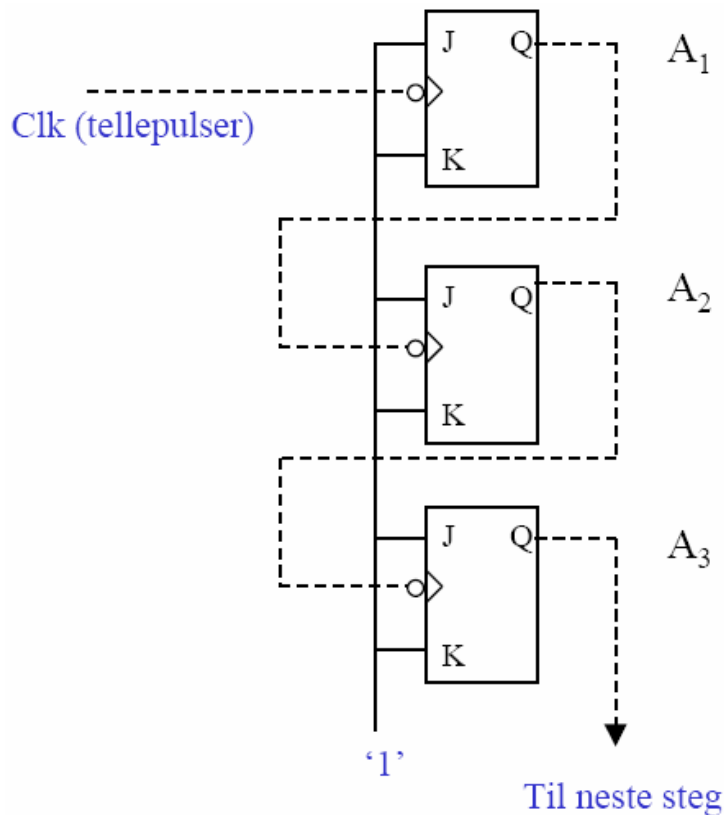 J Q A₁
Clk (tellepulser)
K
J Q A₂
K
J Q A₃
K
‘1’
Til neste steg